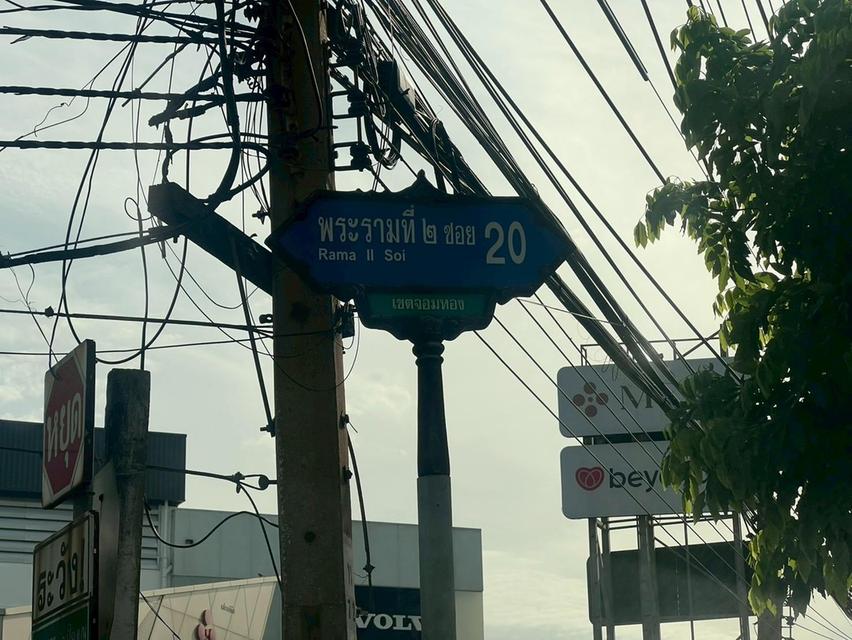 พระรามที่ ๒ ซอย 20
Rama II Soi
เขตจอมทอง
หยุด
ระวัง
VOLV
M
bey